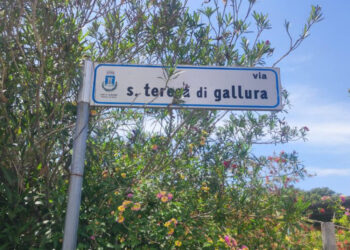 via
s. teresa di gallura